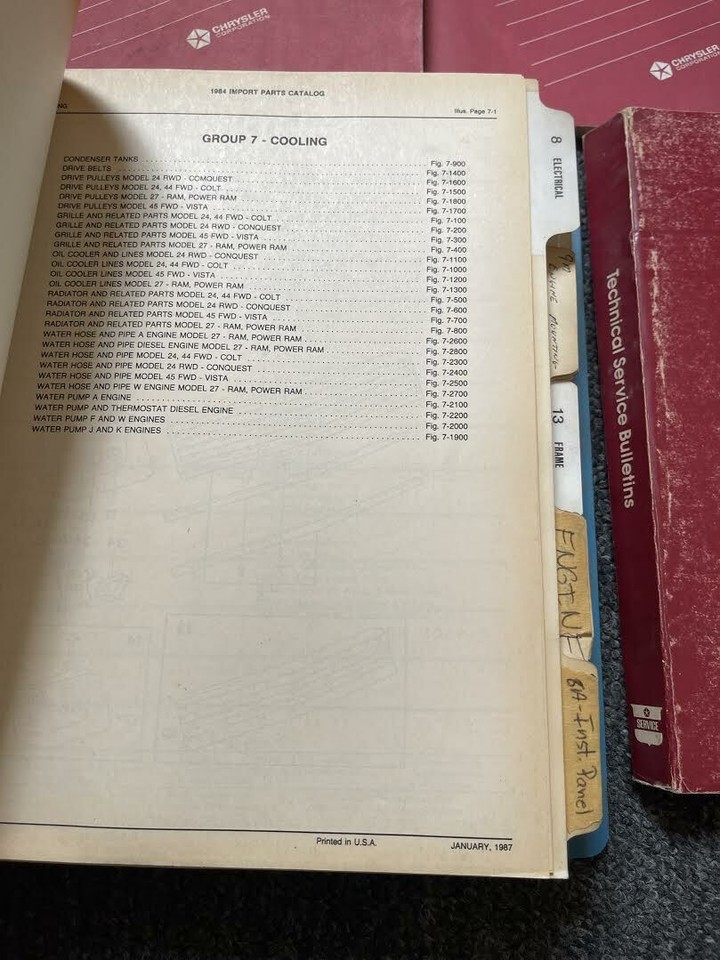 CHRYSLER
CORPORATION
CHRYSLER
CORPORATION
1984 IMPORT PARTS CATALOG
NG
Illus. Page 7-1
GROUP 7 - COOLING
CONDENSER TANKS Fig. 7-900
DRIVE BELTS Fig. 7-1400
DRIVE PULLEYS MODEL 24 RWD - COMQUEST Fig. 7-1600
DRIVE PULLEYS MODEL 24, 44 FWD - COLT Fig. 7-1500
DRIVE PULLEYS MODEL 27 - RAM, POWER RAM Fig. 7-1800
DRIVE PULLEYS MODEL 45 FWD - VISTA Fig. 7-1700
GRILLE AND RELATED PARTS MODEL 24, 44 FWD - COLT Fig. 7-100
GRILLE AND RELATED PARTS MODEL 24 RWD - CONQUEST Fig. 7-200
GRILLE AND RELATED PARTS MODEL 45 FWD - VISTA Fig. 7-300
GRILLE AND RELATED PARTS MODEL 27 - RAM, POWER RAM Fig. 7-400
OIL COOLER AND LINES MODEL 24 RWD - CONQUEST Fig. 7-1100
OIL COOLER LINES MODEL 24, 44 FWD - COLT Fig. 7-1000
OIL COOLER LINES MODEL 45 FWD - VISTA Fig. 7-1200
OIL COOLER LINES MODEL 27 - RAM, POWER RAM Fig. 7-1300
RADIATOR AND RELATED PARTS MODEL 24, 44 FWD - COLT Fig. 7-500
RADIATOR AND RELATED PARTS MODEL 24 RWD - CONQUEST Fig. 7-600
RADIATOR AND RELATED PARTS MODEL 45 FWD - VISTA Fig. 7-700
RADIATOR AND RELATED PARTS MODEL 27 - RAM, POWER RAM Fig. 7-800
WATER HOSE AND PIPE A ENGINE MODEL 27 - RAM, POWER RAM Fig. 7-2600
WATER HOSE AND PIPE DIESEL ENGINE MODEL 27 - RAM, POWER RAM Fig. 7-2800
WATER HOSE AND PIPE MODEL 24, 44 FWD - COLT Fig. 7-2300
WATER HOSE AND PIPE MODEL 24 RWD - CONQUEST Fig. 7-2400
WATER HOSE AND PIPE MODEL 45 FWD - VISTA Fig. 7-2500
WATER HOSE AND PIPE W ENGINE MODEL 27 - RAM, POWER RAM Fig. 7-2700
WATER PUMP A ENGINE Fig. 7-2100
WATER PUMP AND THERMOSTAT DIESEL ENGINE Fig. 7-2200
WATER PUMP F AND W ENGINES Fig. 7-2000
WATER PUMP J AND K ENGINES Fig. 7-1900
Printed in U.S.A.
JANUARY, 1987
8 ELECTRICAL
9M ENGINE MOUNTING
13 FRAME
ENGINE
8A-Inst. Panel
Technical Service Bulletins
SERVICE